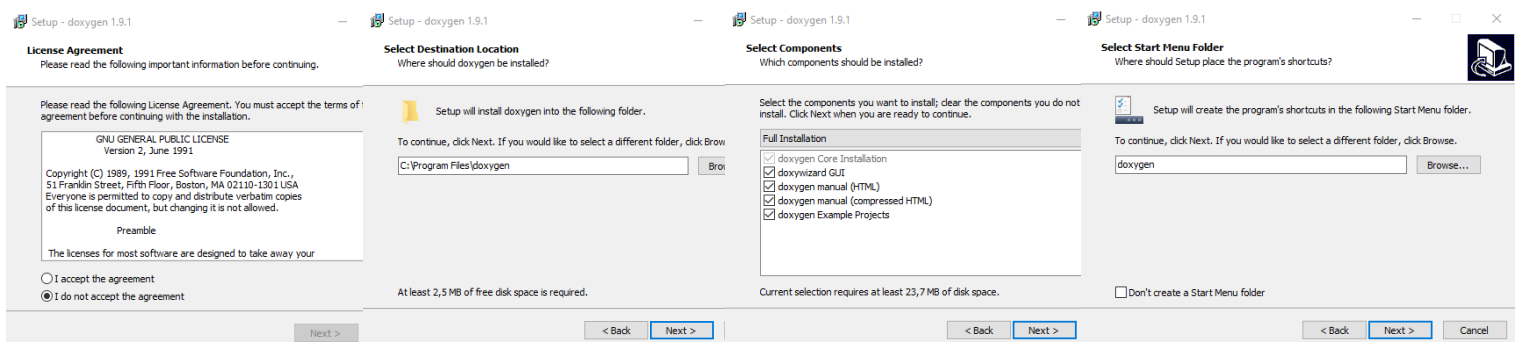 Setup - doxygen 1.9.1
License Agreement
Please read the following important information before continuing.
Please read the following License Agreement. You must accept the terms of
agreement before continuing with the installation.
GNU GENERAL PUBLIC LICENSE
Version 2, June 1991
Copyright (C) 1989, 1991 Free Software Foundation, Inc.,
51 Franklin Street, Fifth Floor, Boston, MA 02110-1301 USA
Everyone is permitted to copy and distribute verbatim copies
of this license document, but changing it is not allowed.
Preamble
The licenses for most software are designed to take away your
I accept the agreement
I do not accept the agreement
Next >
Setup - doxygen 1.9.1
Select Destination Location
Where should doxygen be installed?
Setup will install doxygen into the following folder.
To continue, click Next. If you would like to select a different folder, click Brow
C:\Program Files\doxygen
Bro
At least 2,5 MB of free disk space is required.
< Back
Next >
Setup - doxygen 1.9.1
Select Components
Which components should be installed?
Select the components you want to install; clear the components you do not
install. Click Next when you are ready to continue.
Full Installation
doxygen Core Installation
doxywizard GUI
doxygen manual (HTML)
doxygen manual (compressed HTML)
doxygen Example Projects
Current selection requires at least 23,7 MB of disk space.
< Back
Next >
Setup - doxygen 1.9.1
Select Start Menu Folder
Where should Setup place the program's shortcuts?
Setup will create the program's shortcuts in the following Start Menu folder.
To continue, click Next. If you would like to select a different folder, click Browse.
doxygen
Browse...
Don't create a Start Menu folder
< Back
Next >
Cancel